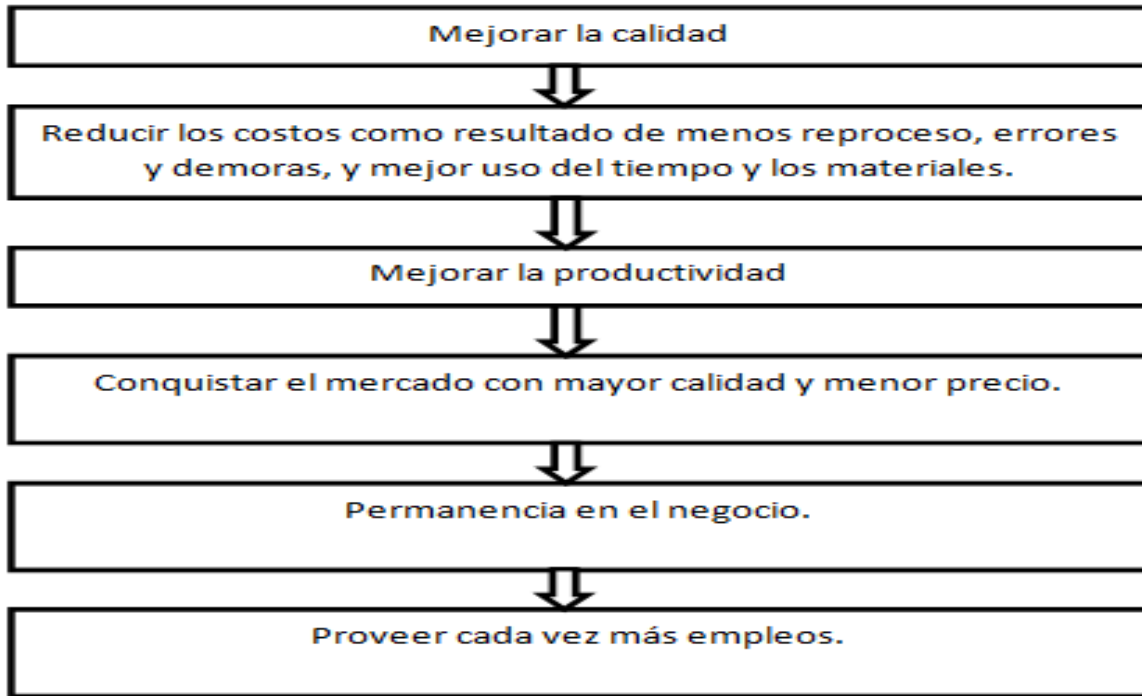 Mejorar la calidad
Reducir los costos como resultado de menos reproceso, errores
y demoras, y mejor uso del tiempo y los materiales.
Mejorar la productividad
Conquistar el mercado con mayor calidad y menor precio.
Permanencia en el negocio.
Proveer cada vez más empleos.